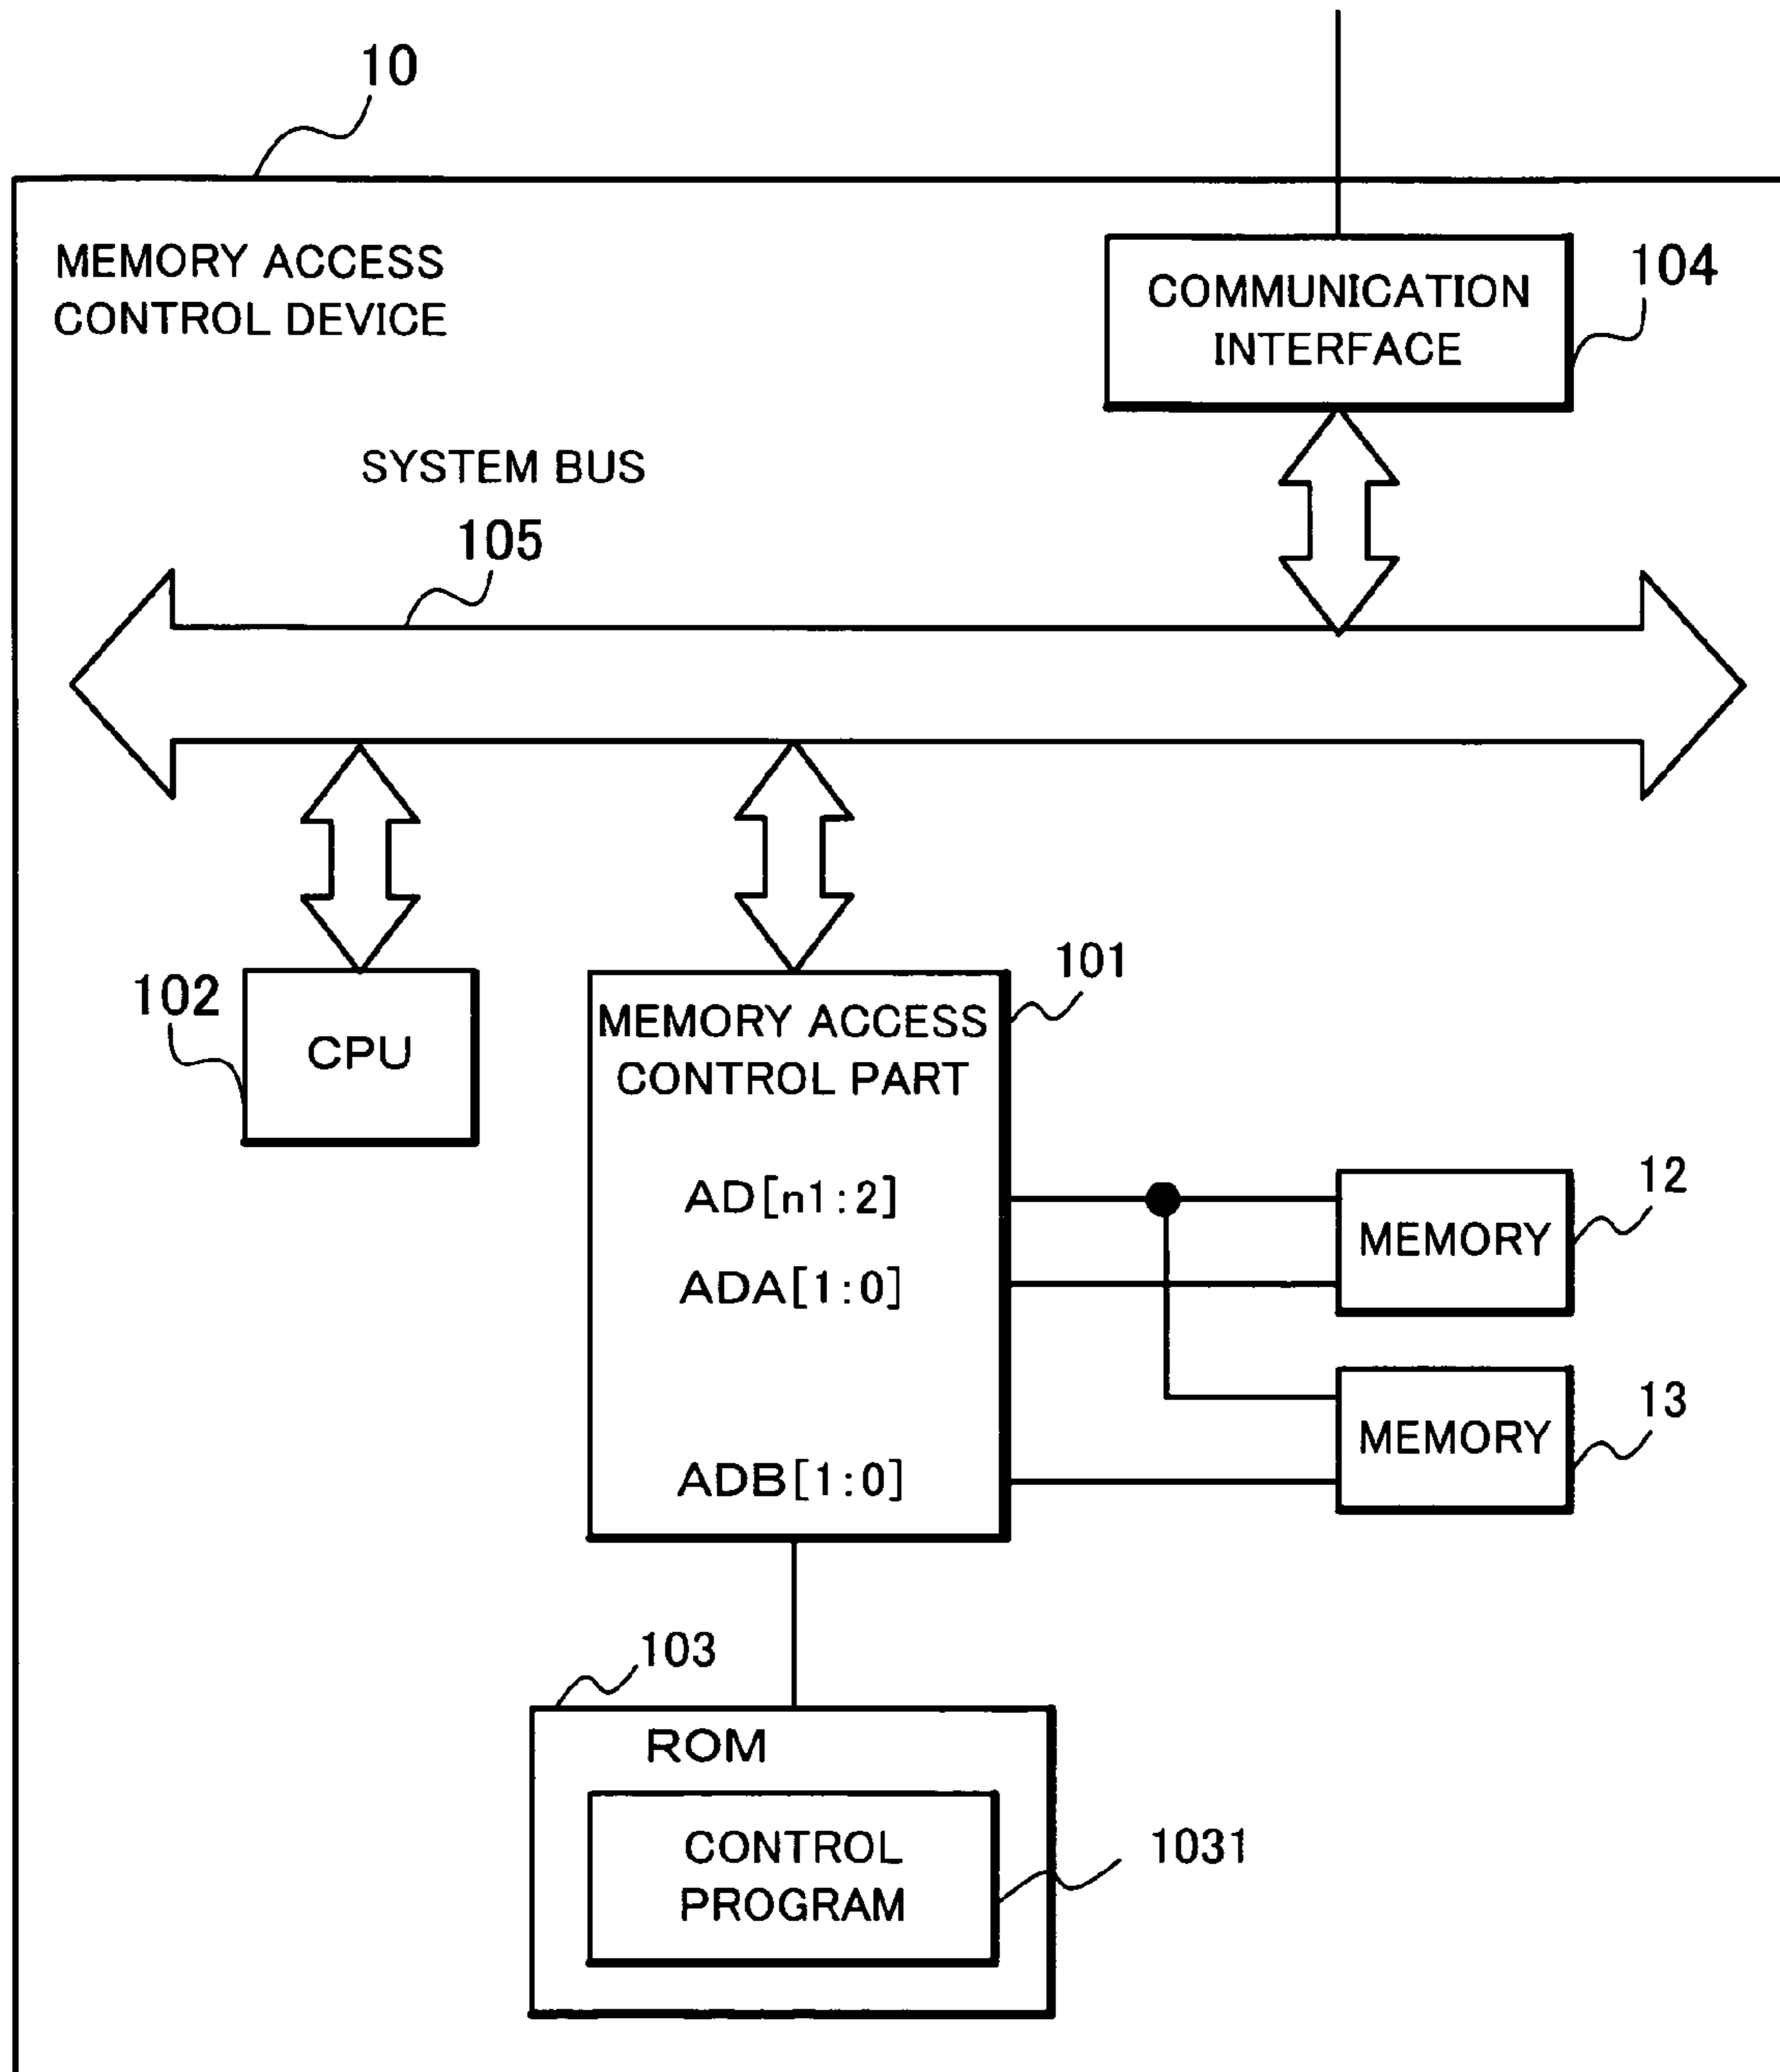 10
MEMORY ACCESS
CONTROL DEVICE
COMMUNICATION
INTERFACE
104
SYSTEM BUS
105
102
CPU
101
MEMORY ACCESS
CONTROL PART
AD[n1:2]
ADA[1:0]
ADB[1:0]
12
MEMORY
13
MEMORY
103
ROM
CONTROL
PROGRAM
1031